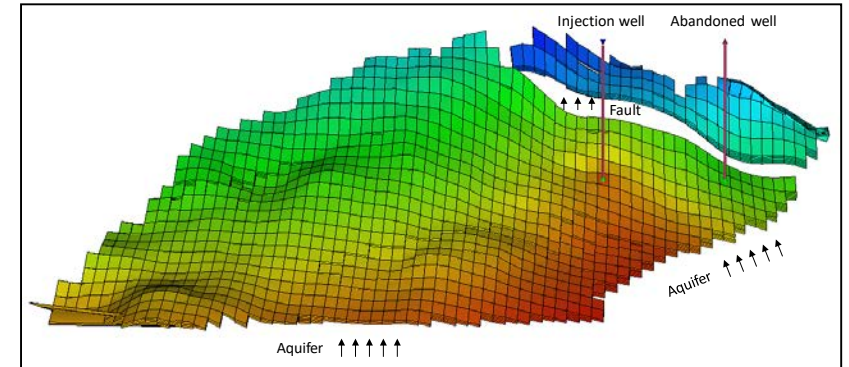 Injection well
Abandoned well
Fault
Aquifer
Aquifer